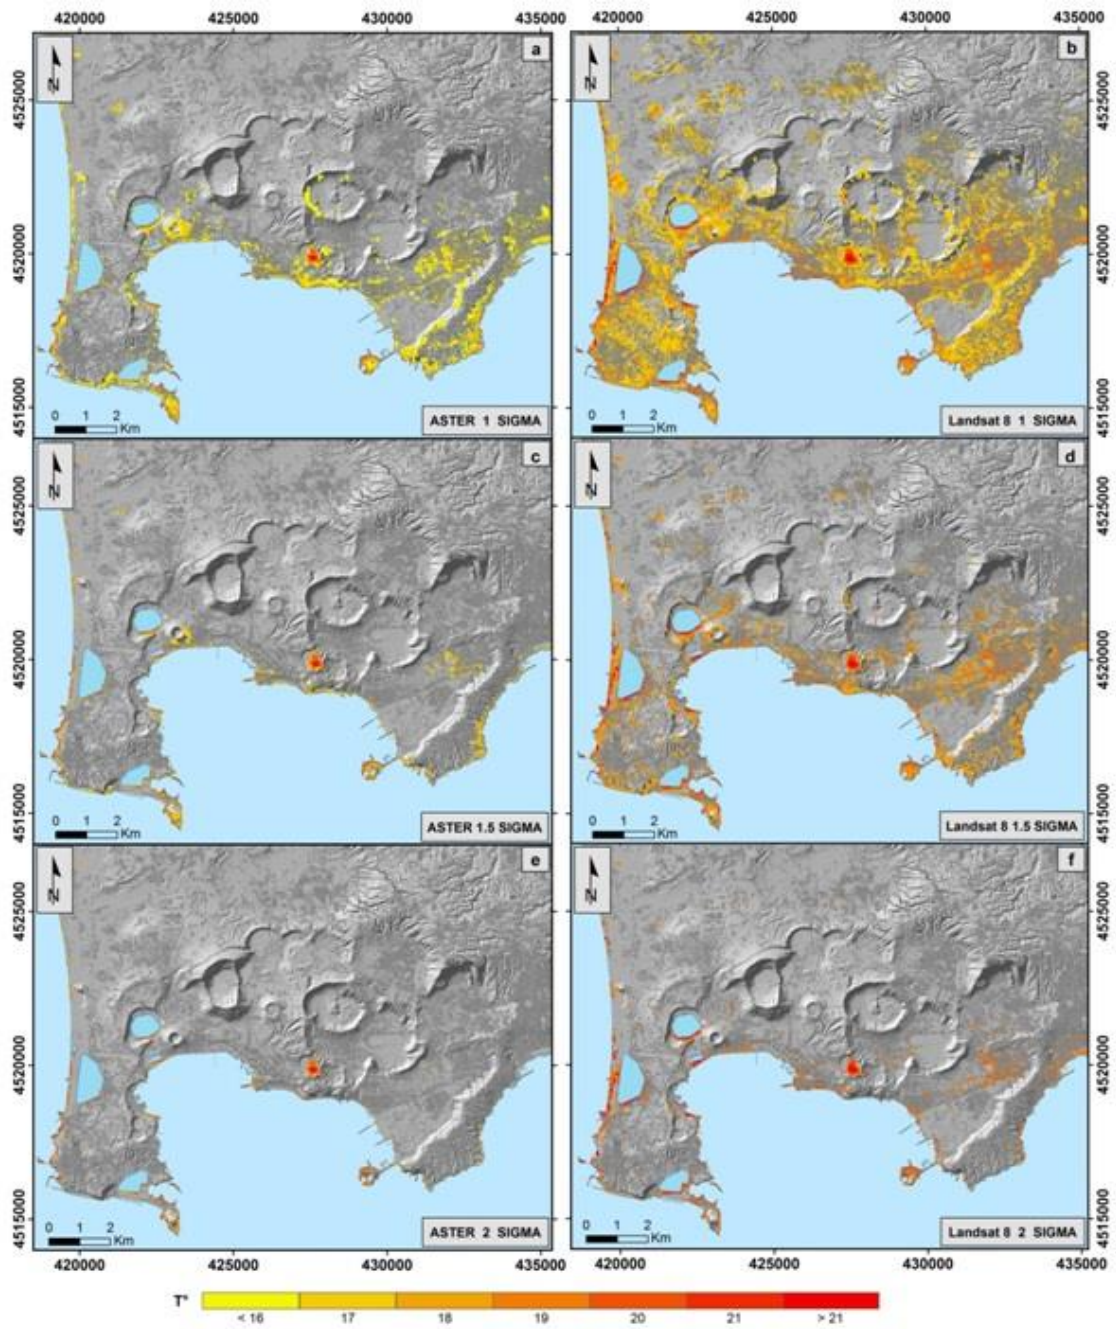 420000 425000 430000 435000 420000 425000 430000 435000
a
N
4525000
4520000
4515000
0 1 2
Km
ASTER 1 SIGMA
b
N
4525000
4520000
4515000
0 1 2
Km
Landsat 8 1 SIGMA
c
N
4525000
4520000
4515000
0 1 2
Km
ASTER 1.5 SIGMA
d
N
4525000
4520000
4515000
0 1 2
Km
Landsat 8 1.5 SIGMA
e
N
4525000
4520000
4515000
0 1 2
Km
ASTER 2 SIGMA
f
N
4525000
4520000
4515000
0 1 2
Km
Landsat 8 2 SIGMA
420000 425000 430000 435000 420000 425000 430000 435000
T°
< 16 17 18 19 20 21 > 21